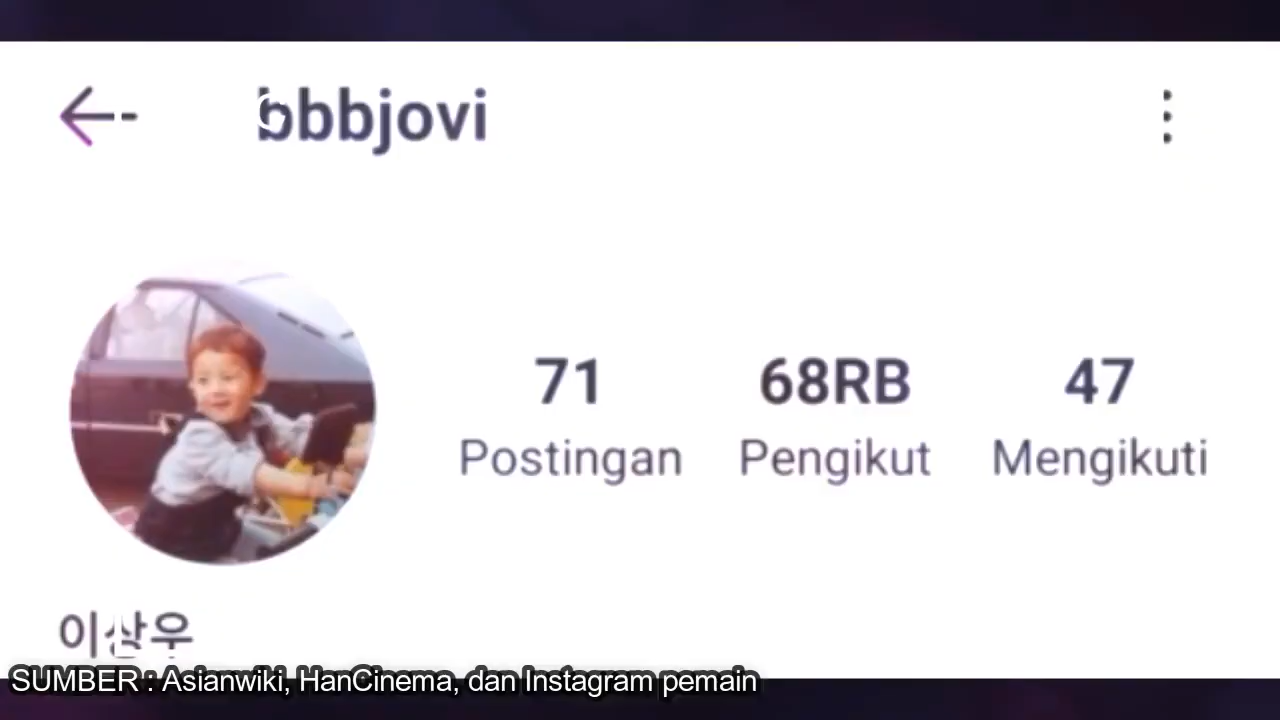 bbbjovi
71 68RB 47
Postingan Pengikut Mengikuti
이상우
SUMBER : Asianwiki, HanCinema, dan Instagram pemain